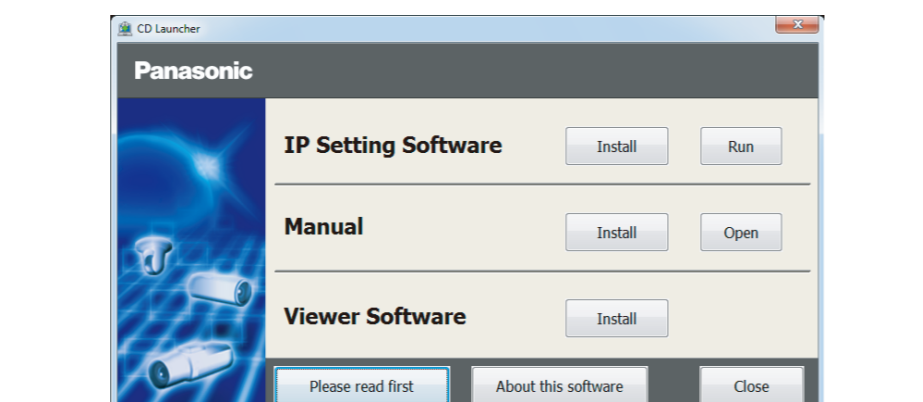 CD Launcher
Panasonic
IP Setting Software Install Run
Manual Install Open
Viewer Software Install
Please read first About this software Close